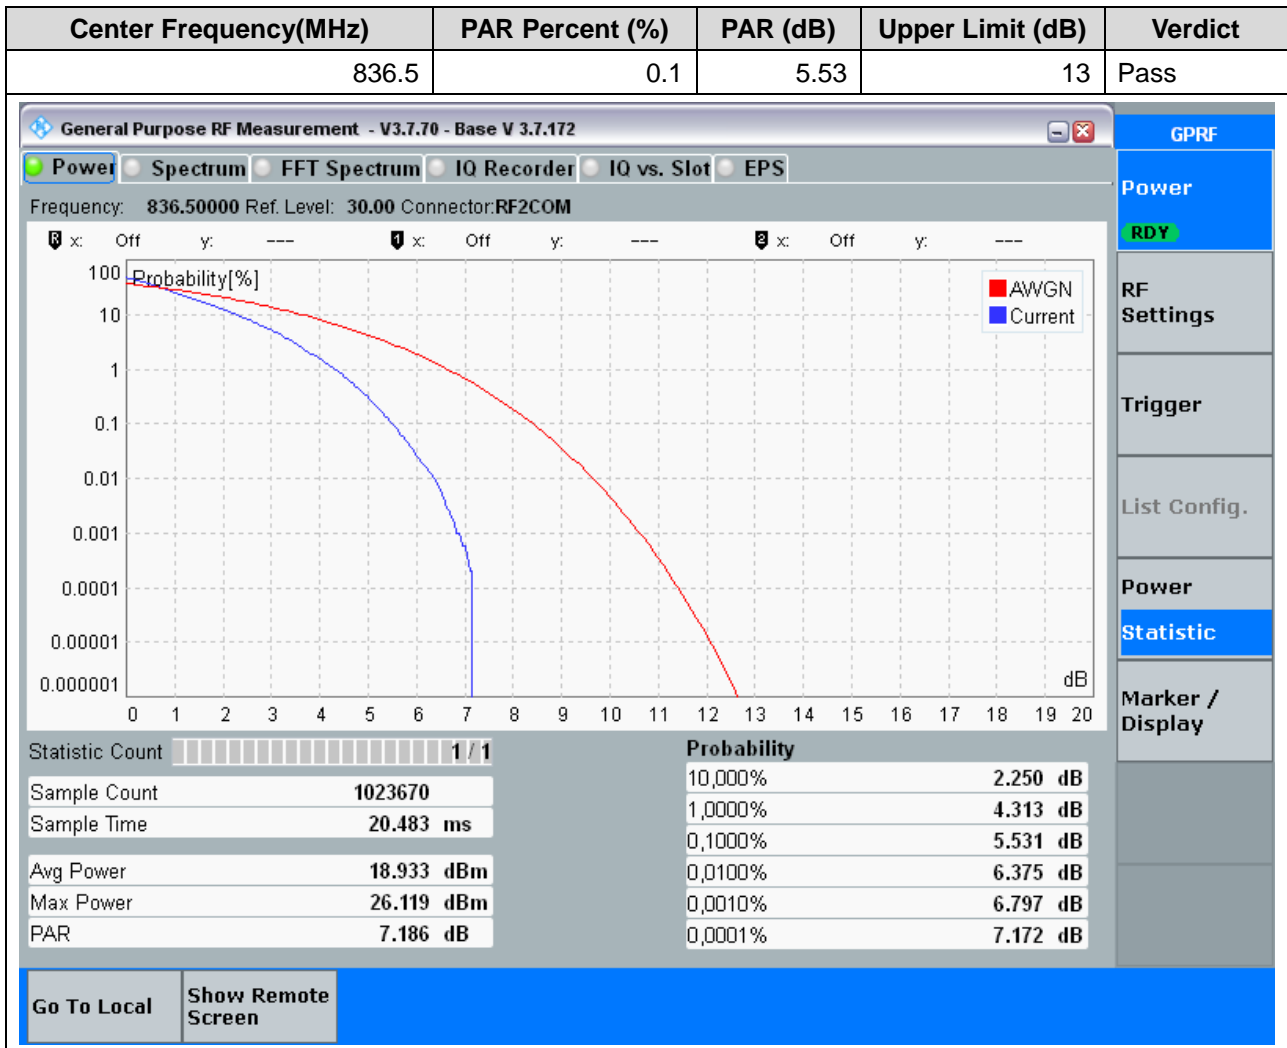 Center Frequency(MHz) PAR Percent (%) PAR (dB) Upper Limit (dB) Verdict
836.5 0.1 5.53 13 Pass
General Purpose RF Measurement - V3.7.70 - Base V 3.7.172
GPRF
Power Spectrum FFT Spectrum IQ Recorder IQ vs. Slot EPS
Power
RDY
Frequency: 836.50000 Ref. Level: 30.00 Connector:RF2COM
R x: Off y: --- 1 x: Off y: --- 2 x: Off y: ---
Probability[%]
AWGN
Current
100
10
1
0.1
0.01
0.001
0.0001
0.00001
0.000001
dB
0 1 2 3 4 5 6 7 8 9 10 11 12 13 14 15 16 17 18 19 20
RF
Settings
Trigger
List Config.
Power
Statistic
Marker /
Display
Statistic Count 1 / 1
Sample Count 1023670
Sample Time 20.483 ms
Avg Power 18.933 dBm
Max Power 26.119 dBm
PAR 7.186 dB
Probability
10,000% 2.250 dB
1,0000% 4.313 dB
0,1000% 5.531 dB
0,0100% 6.375 dB
0,0010% 6.797 dB
0,0001% 7.172 dB
Go To Local
Show Remote
Screen